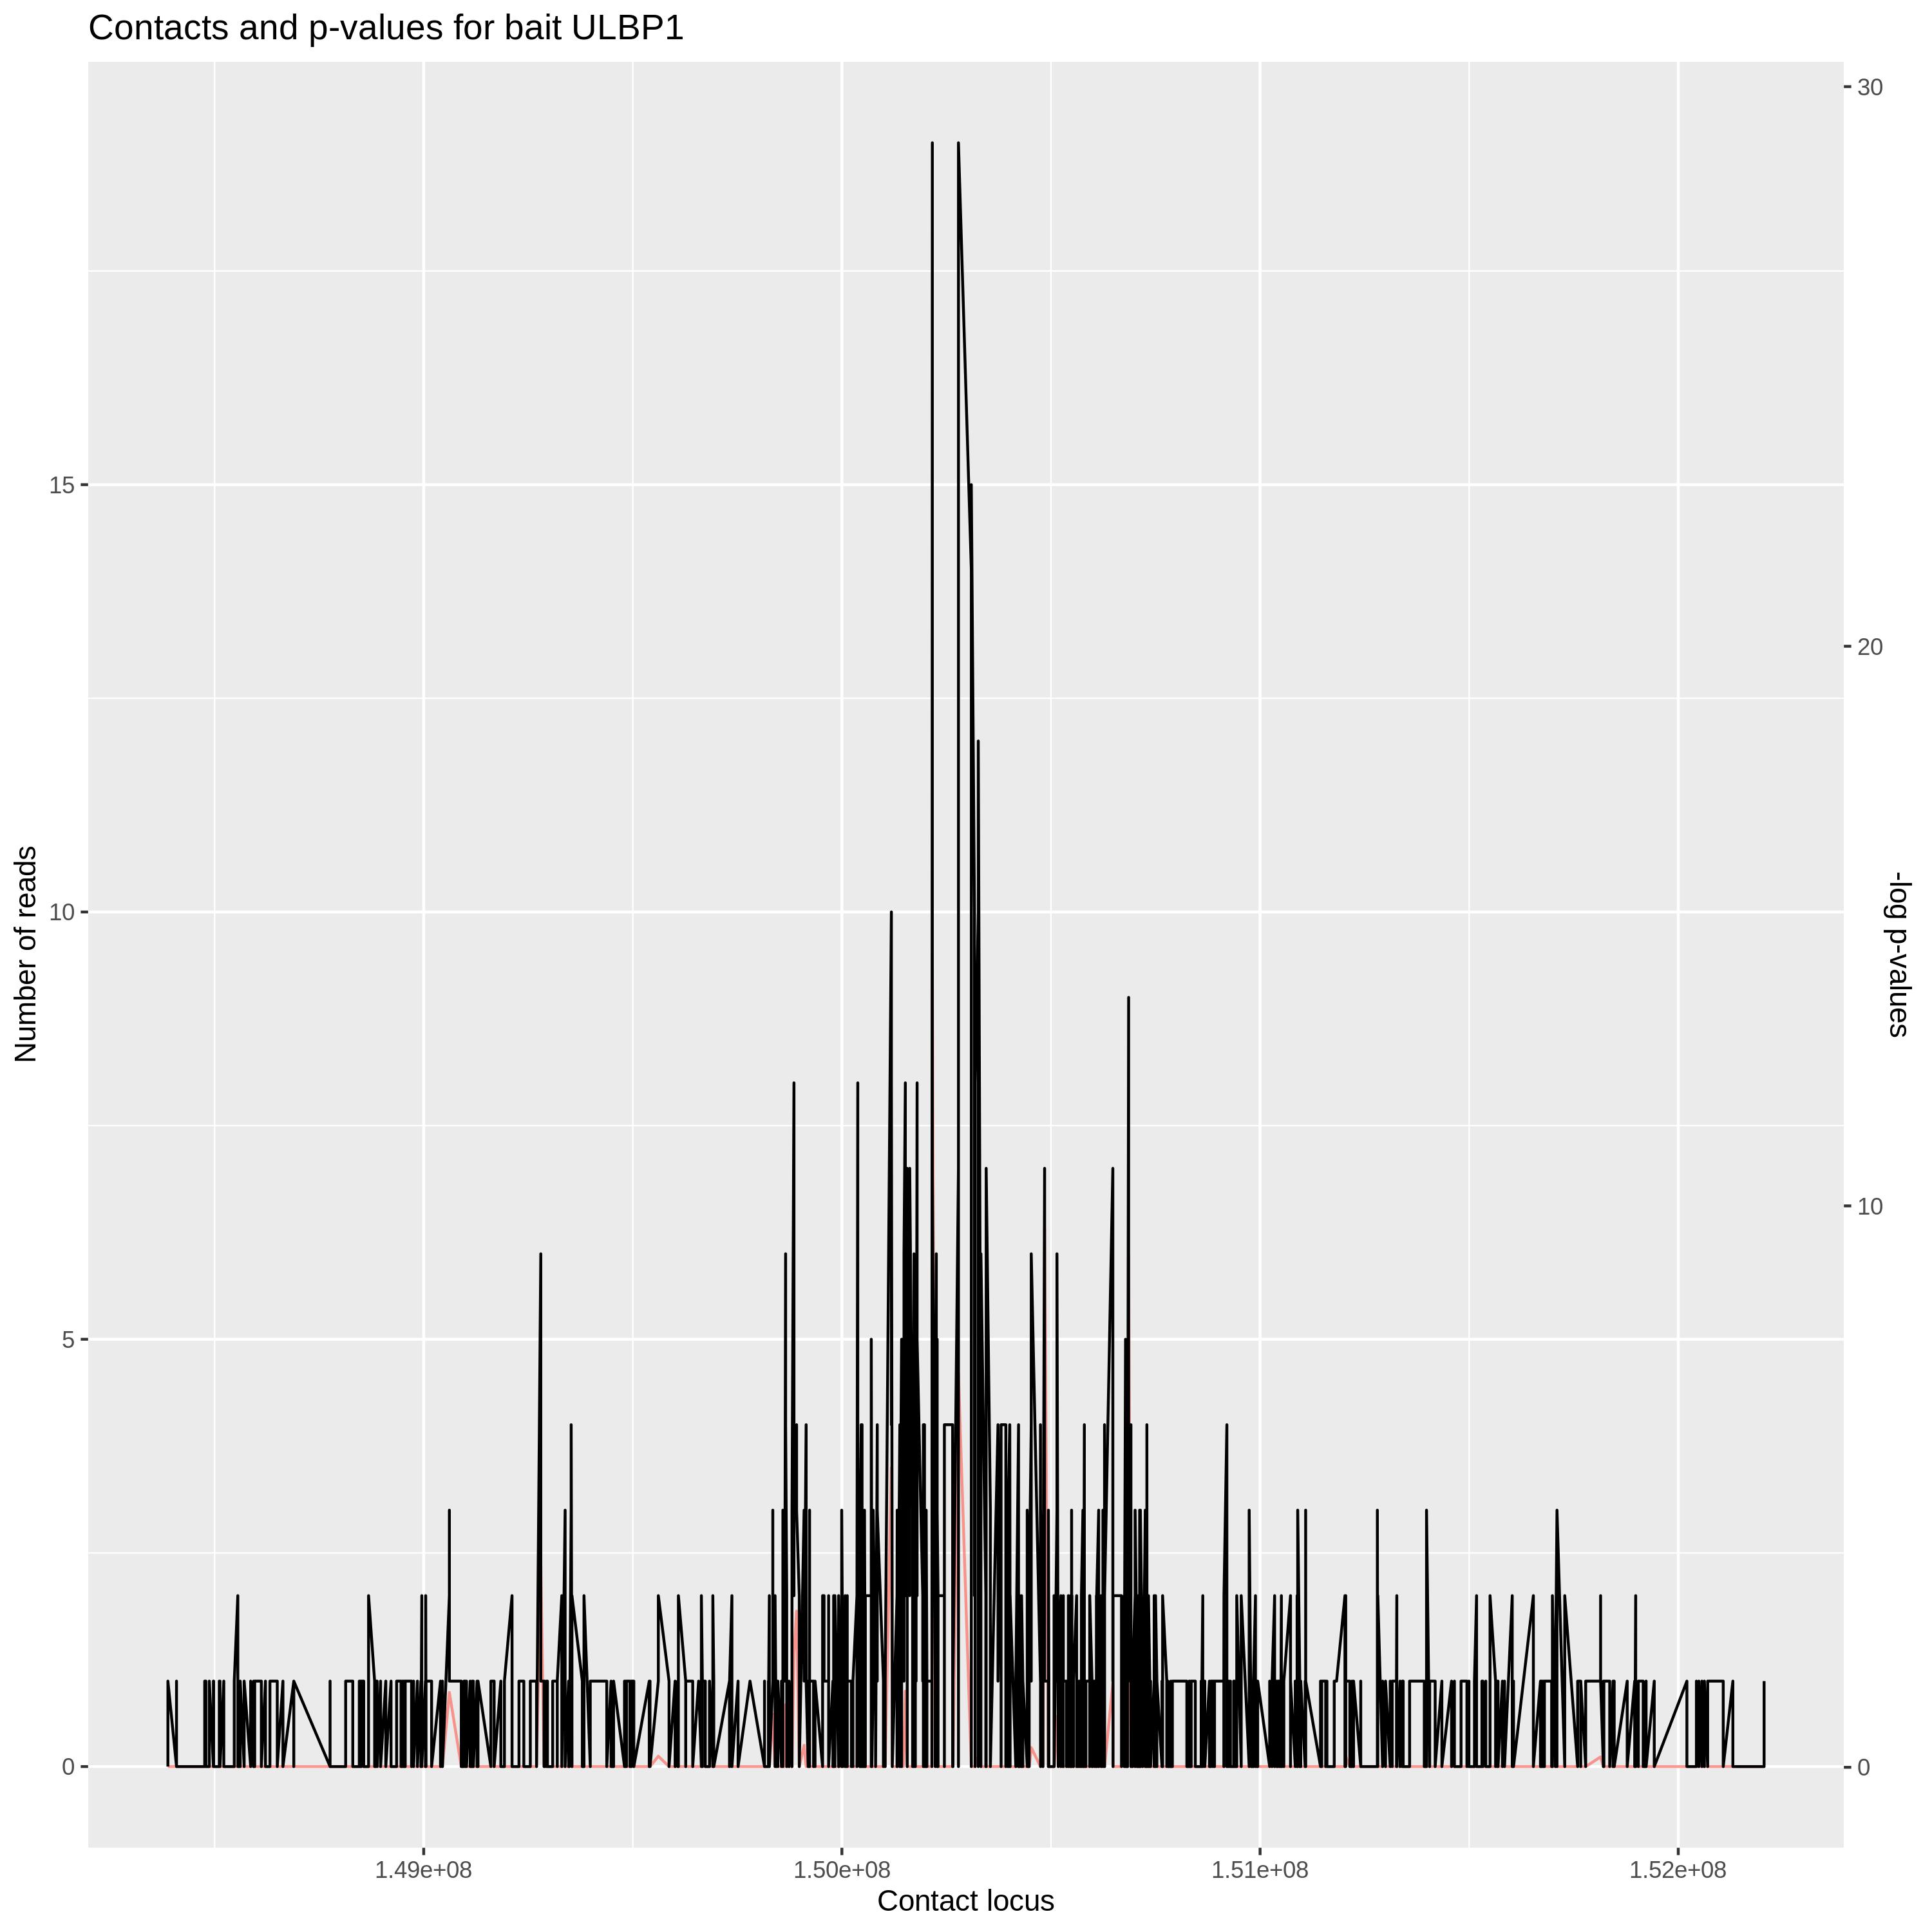 Contacts and p-values for bait ULBP1
30
15
20
10
10
5
0
0
Number of reads
-log p-values
1.49e+08
1.50e+08
1.51e+08
1.52e+08
Contact locus